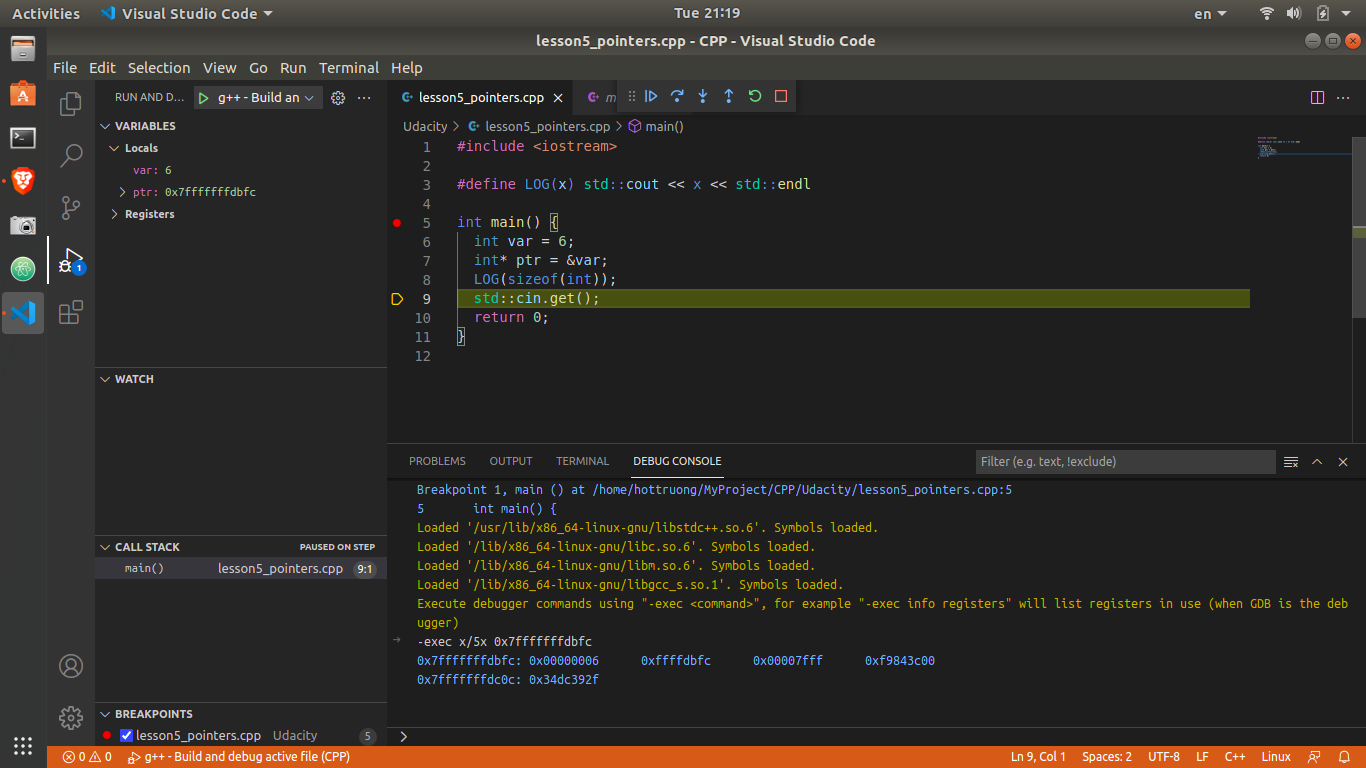 Activities Visual Studio Code Tue 21:19 en
lesson5_pointers.cpp - CPP - Visual Studio Code
File Edit Selection View Go Run Terminal Help
RUN AND D... g++ - Build an
VARIABLES
Locals
var: 6
ptr: 0x7fffffffdbfc
Registers
1
WATCH
CALL STACK PAUSED ON STEP
main() lesson5_pointers.cpp 9:1
BREAKPOINTS
lesson5_pointers.cpp Udacity 5
lesson5_pointers.cpp m
Udacity > lesson5_pointers.cpp > main()
1 #include <iostream>
2
3 #define LOG(x) std::cout << x << std::endl
4
5 int main() {
6 int var = 6;
7 int* ptr = &var;
8 LOG(sizeof(int));
9 std::cin.get();
10 return 0;
11 }
12
PROBLEMS OUTPUT TERMINAL DEBUG CONSOLE Filter (e.g. text, !exclude)
Breakpoint 1, main () at /home/hottruong/MyProject/CPP/Udacity/lesson5_pointers.cpp:5
5 int main() {
Loaded '/usr/lib/x86_64-linux-gnu/libstdc++.so.6'. Symbols loaded.
Loaded '/lib/x86_64-linux-gnu/libc.so.6'. Symbols loaded.
Loaded '/lib/x86_64-linux-gnu/libm.so.6'. Symbols loaded.
Loaded '/lib/x86_64-linux-gnu/libgcc_s.so.1'. Symbols loaded.
Execute debugger commands using "-exec <command>", for example "-exec info registers" will list registers in use (when GDB is the deb
ugger)
-exec x/5x 0x7fffffffdbfc
0x7fffffffdbfc: 0x00000006 0xffffdbfc 0x00007fff 0xf9843c00
0x7fffffffdc0c: 0x34dc392f
>
0 0 g++ - Build and debug active file (CPP) Ln 9, Col 1 Spaces: 2 UTF-8 LF C++ Linux